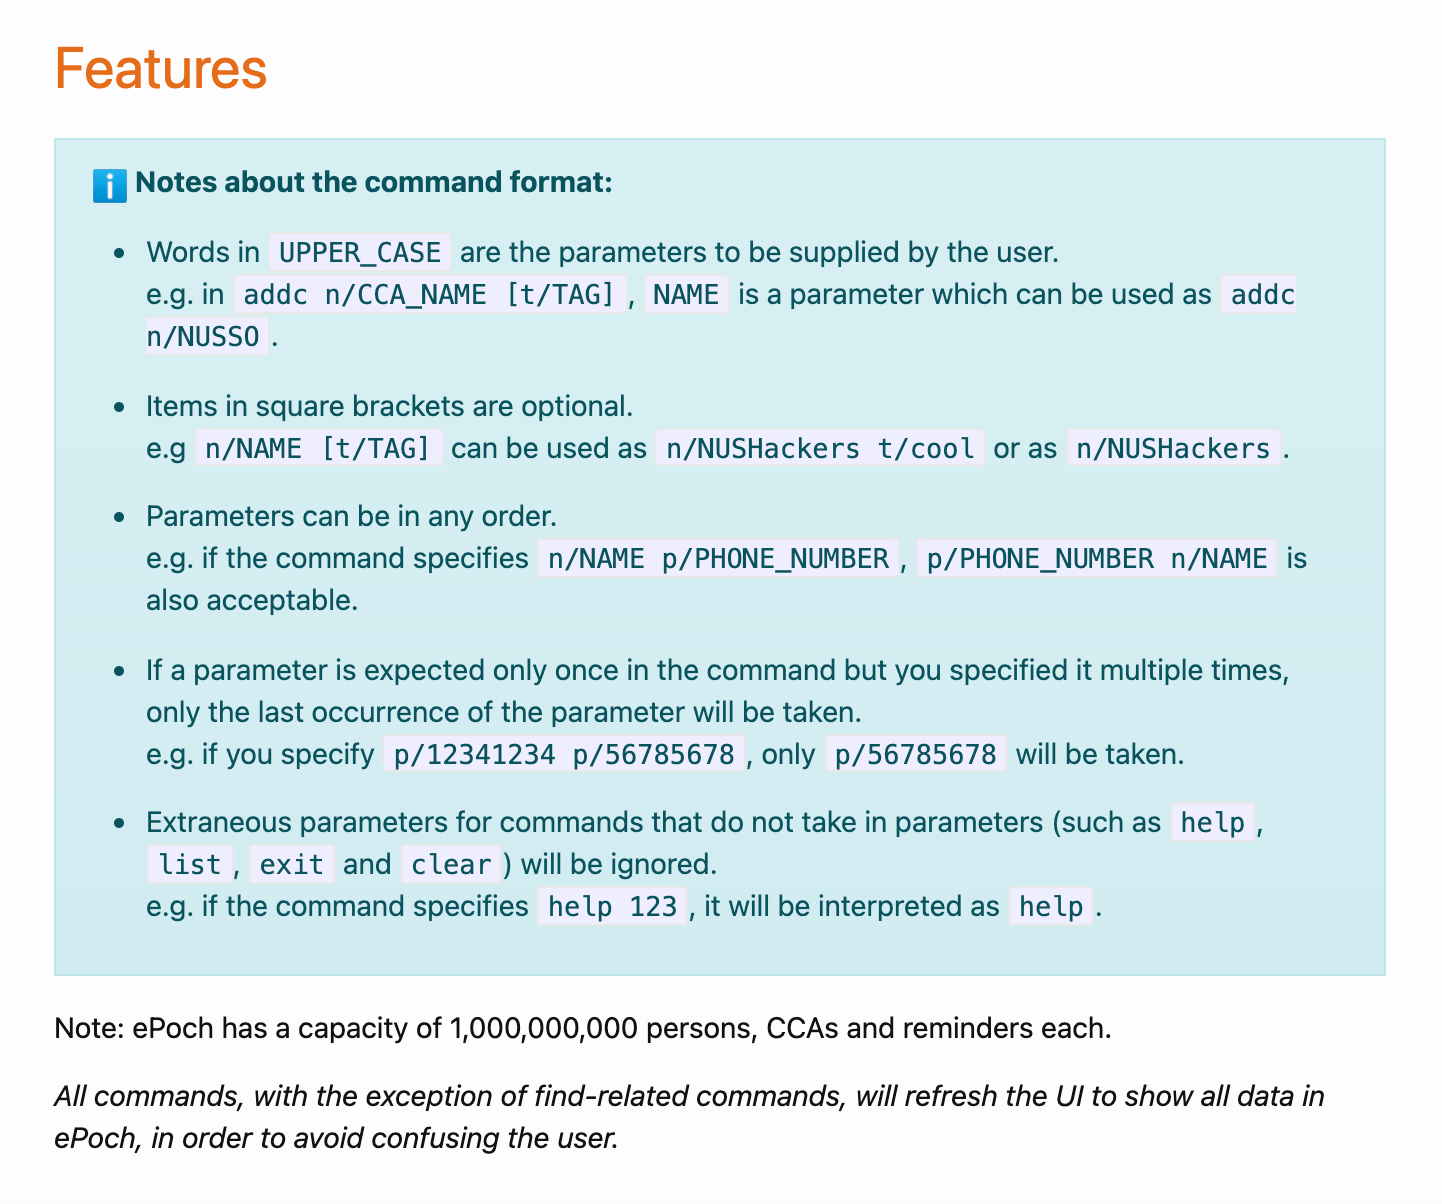 Features
ℹ️ Notes about the command format:
• Words in UPPER_CASE are the parameters to be supplied by the user.
e.g. in addc n/CCA_NAME [t/TAG] , NAME is a parameter which can be used as addc
n/NUSSO .
• Items in square brackets are optional.
e.g n/NAME [t/TAG] can be used as n/NUSHackers t/cool or as n/NUSHackers .
• Parameters can be in any order.
e.g. if the command specifies n/NAME p/PHONE_NUMBER , p/PHONE_NUMBER n/NAME is
also acceptable.
• If a parameter is expected only once in the command but you specified it multiple times,
only the last occurrence of the parameter will be taken.
e.g. if you specify p/12341234 p/56785678 , only p/56785678 will be taken.
• Extraneous parameters for commands that do not take in parameters (such as help ,
list , exit and clear ) will be ignored.
e.g. if the command specifies help 123 , it will be interpreted as help .
Note: ePoch has a capacity of 1,000,000,000 persons, CCAs and reminders each.
All commands, with the exception of find-related commands, will refresh the UI to show all data in
ePoch, in order to avoid confusing the user.